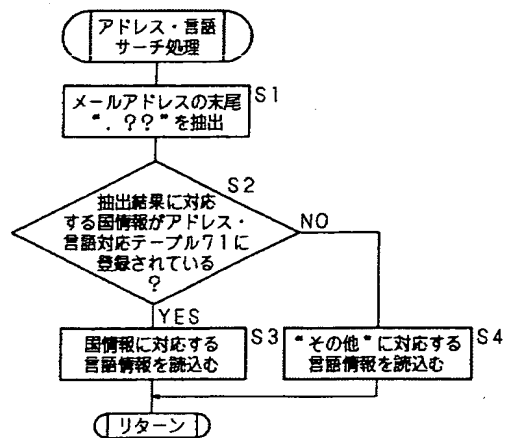 アドレス・言語
サーチ処理
メールアドレスの末尾
“．？？”を抽出
S1
抽出結果に対応
する国情報がアドレス・
言語対応テーブル71に
登録されている
？
S2
NO
YES
国情報に対応する
言語情報を読込む
S3
“その他”に対応する
言語情報を読込む
S4
リターン